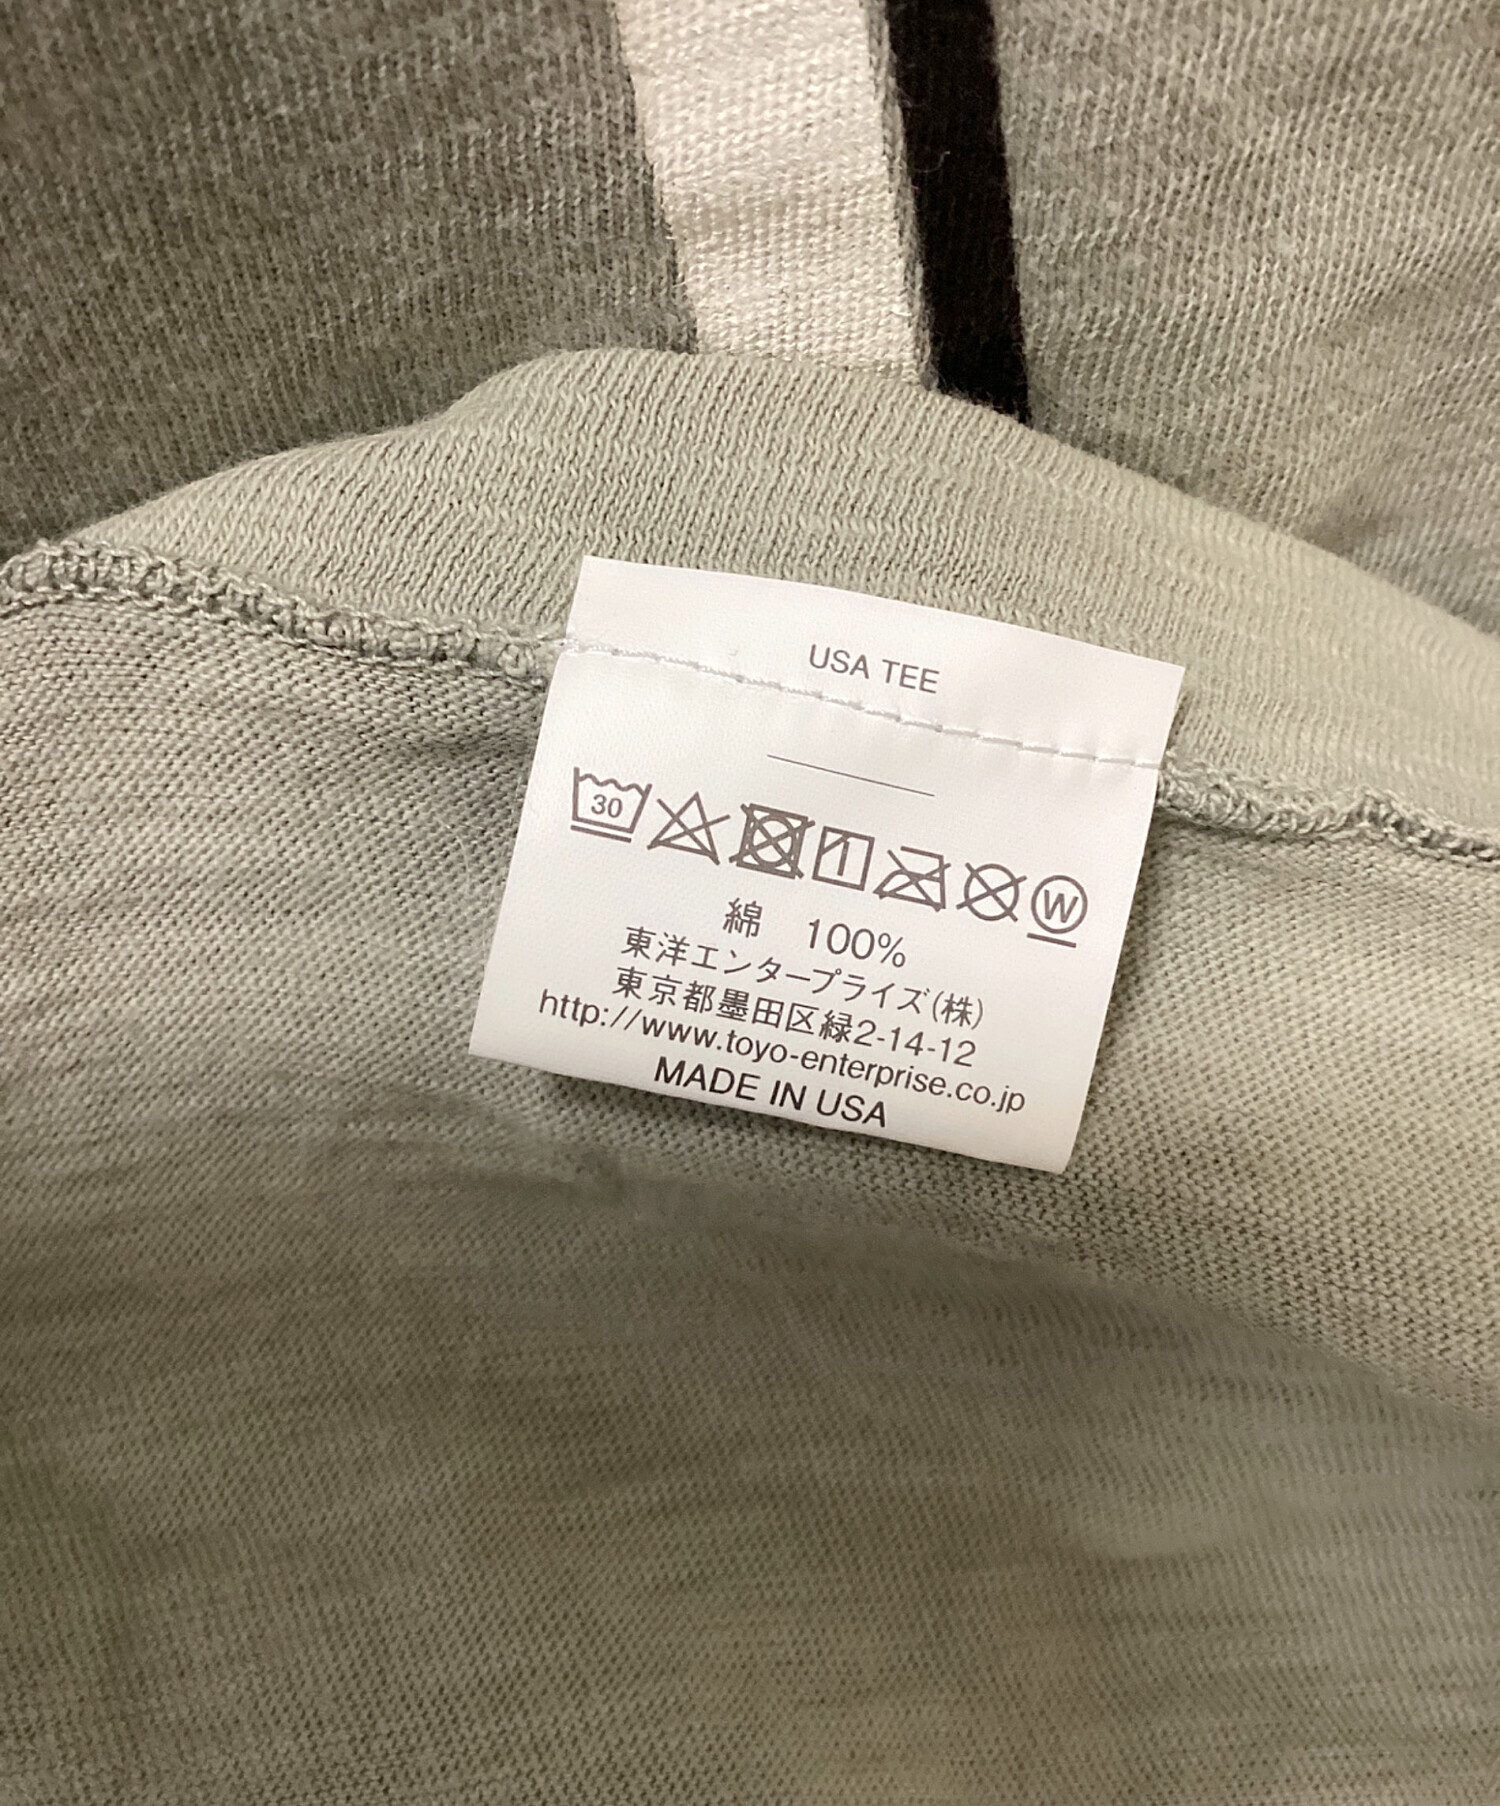 USA TEE
30
W
綿 100%
東洋エンタープライズ(株)
東京都墨田区緑2-14-12
http://www.toyo-enterprise.co.jp
MADE IN USA